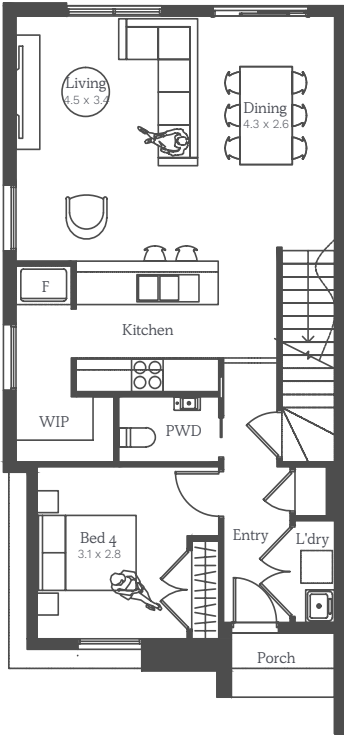 Living
4.5 x 3.4
Dining
4.3 x 2.6
F
Kitchen
WIP
PWD
Bed 4
3.1 x 2.8
Entry
L'dry
Porch